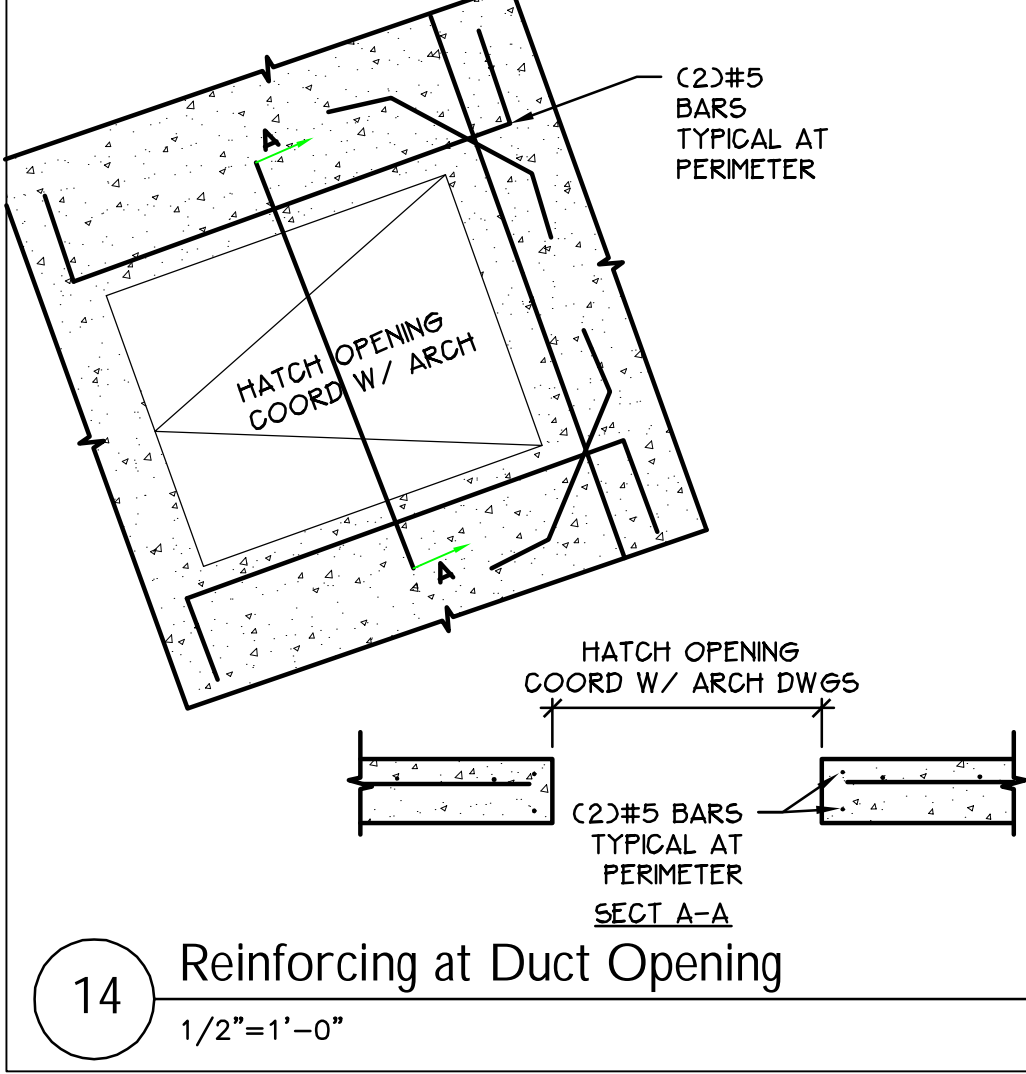 (2)#5
BARS
TYPICAL AT
PERIMETER
A
HATCH OPENING
COORD W/ ARCH
A
HATCH OPENING
COORD W/ ARCH DWGS
(2)#5 BARS
TYPICAL AT
PERIMETER
SECT A-A
14
Reinforcing at Duct Opening
1/2"=1'-0"